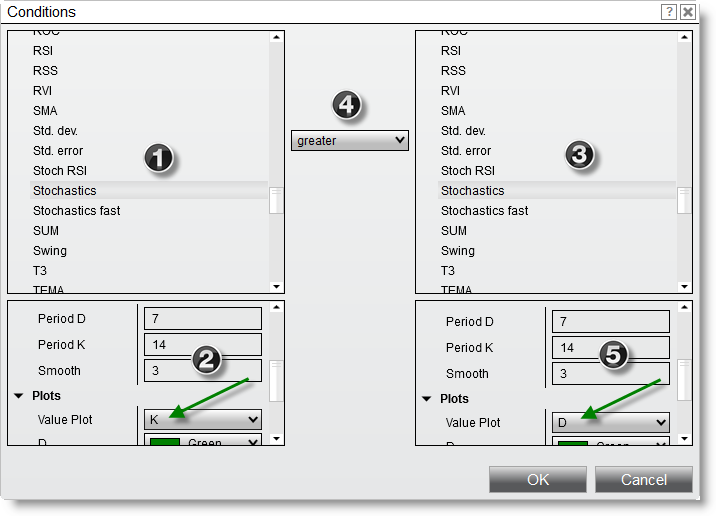 Conditions
ROC
RSI
RSS
RVI
SMA
Std. dev.
Std. error
Stoch RSI
Stochastics
Stochastics fast
SUM
Swing
T3
TEMA
1
Period D 7
Period K 14
Smooth 3
2
Plots
Value Plot K
D Green
4
greater
ROC
RSI
RSS
RVI
SMA
Std. dev.
Std. error
Stoch RSI
Stochastics
Stochastics fast
SUM
Swing
T3
TEMA
3
Period D 7
Period K 14
Smooth 3
5
Plots
Value Plot D
D Green
OK Cancel